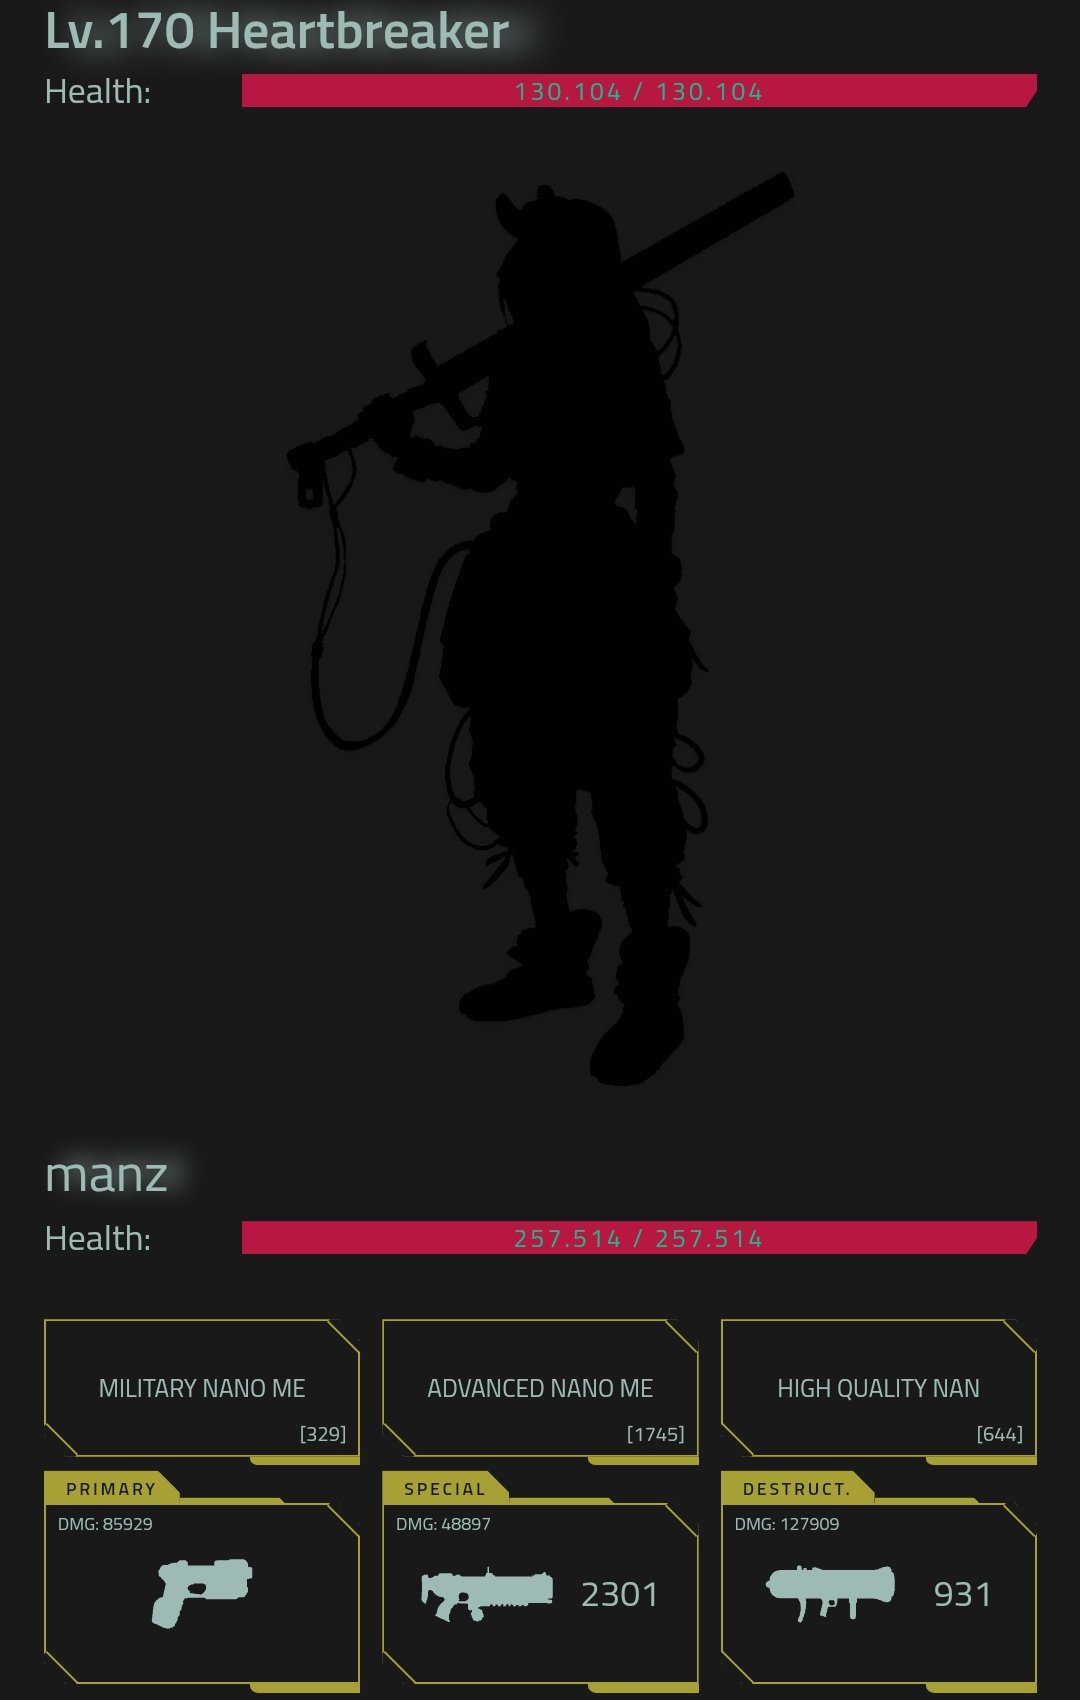 Lv.170 Heartbreaker
Health: 130.104 / 130.104
manz
Health: 257.514 / 257.514
MILITARY NANO ME ADVANCED NANO ME HIGH QUALITY NAN
[329] [1745] [644]
PRIMARY SPECIAL DESTRUCT.
DMG: 85929 DMG: 48897 DMG: 127909
2301 931